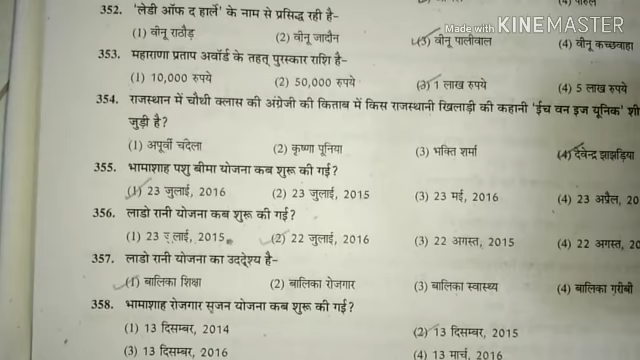 352. 'लेडी ऑफ द हार्ले' के नाम से प्रसिद्ध रही है-
Made with KINEMASTER
(1) वीनू राठौड़ (2) वीनू जादौन (3) वीनू पालीवाल (4) वीनू कच्छवाहा
353. महाराणा प्रताप अवॉर्ड के तहत् पुरस्कार राशि है-
(1) 10,000 रुपये (2) 50,000 रुपये (3) 1 लाख रुपये (4) 5 लाख रुपये
354. राजस्थान में चौथी क्लास की अंग्रेजी की किताब में किस राजस्थानी खिलाड़ी की कहानी 'ईच वन इज यूनिक' शी
जुड़ी है?
(1) अपूर्वी चंदेला (2) कृष्णा पूनिया (3) भक्ति शर्मा (4) देवेन्द्र झाझड़िया
355. भामाशाह पशु बीमा योजना कब शुरू की गई?
(1) 23 जुलाई, 2016 (2) 23 जुलाई, 2015 (3) 23 मई, 2016 (4) 23 अप्रैल, 20
356. लाडो रानी योजना कब शुरू की गई?
(1) 23 जुलाई, 2015 (2) 22 जुलाई, 2016 (3) 22 अगस्त, 2015 (4) 22 अगस्त, 20
357. लाडो रानी योजना का उद्देश्य है-
(1) बालिका शिक्षा (2) बालिका रोजगार (3) बालिका स्वास्थ्य (4) बालिका गरीबी
358. भामाशाह रोजगार सृजन योजना कब शुरू की गई?
(1) 13 दिसम्बर, 2014 (2) 13 दिसम्बर, 2015
(3) 13 दिसम्बर, 2016 (4) 13 मार्च, 2016